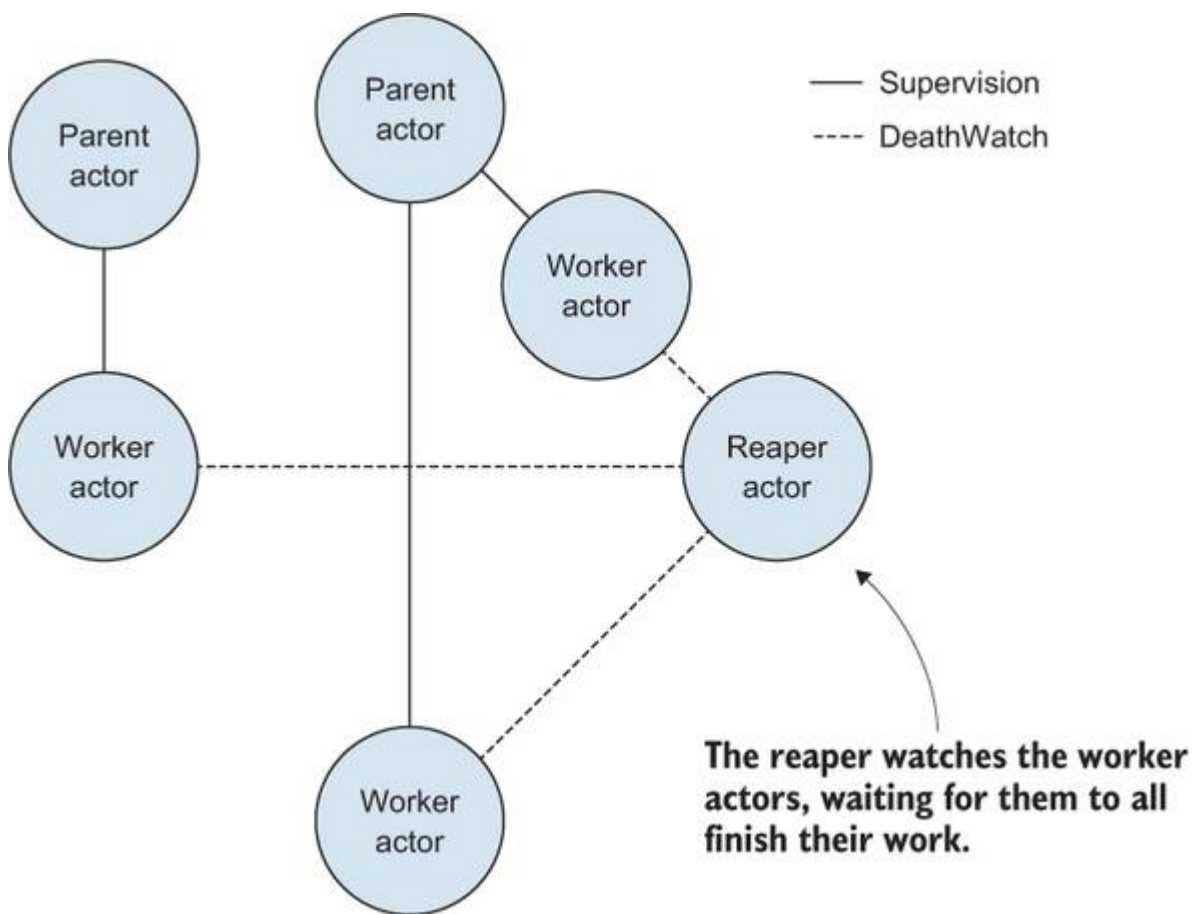 Parent
actor
Parent
actor
Supervision
DeathWatch
Worker
actor
Worker
actor
Reaper
actor
Worker
actor
The reaper watches the worker
actors, waiting for them to all
finish their work.